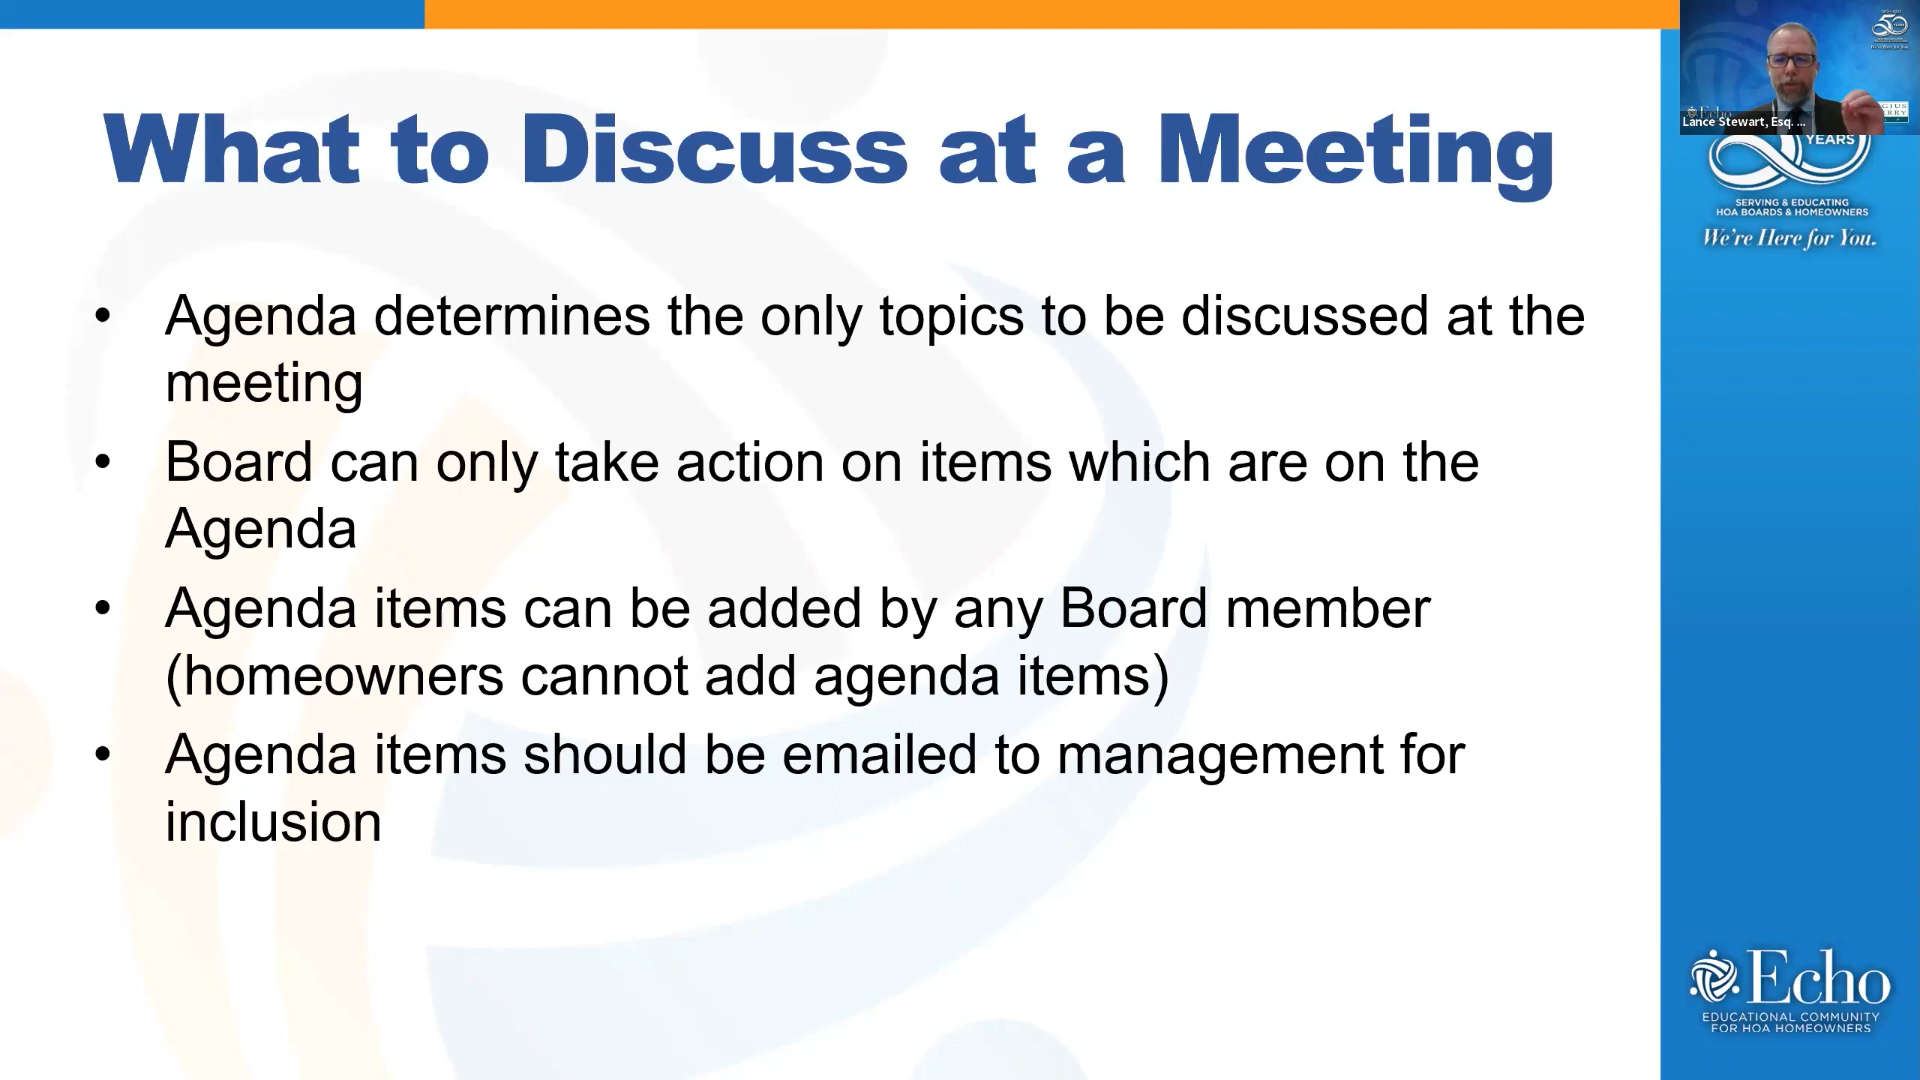 What to Discuss at a Meeting
• Agenda determines the only topics to be discussed at the
meeting
• Board can only take action on items which are on the
Agenda
• Agenda items can be added by any Board member
(homeowners cannot add agenda items)
• Agenda items should be emailed to management for
inclusion
50
Echo
Lance Stewart, Esq. ...
YEARS
SERVING & EDUCATING
HOA BOARDS & HOMEOWNERS
We're Here for You.
Echo
EDUCATIONAL COMMUNITY
FOR HOA HOMEOWNERS